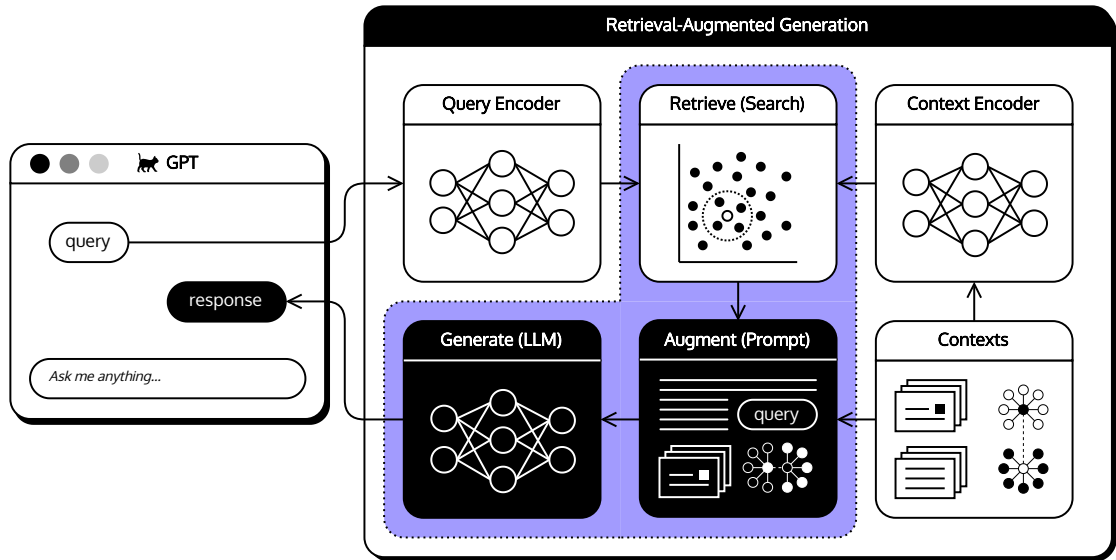 Retrieval-Augmented Generation
GPT
query
response
Ask me anything...
Query Encoder
Retrieve (Search)
Context Encoder
Generate (LLM)
Augment (Prompt)
query
Contexts